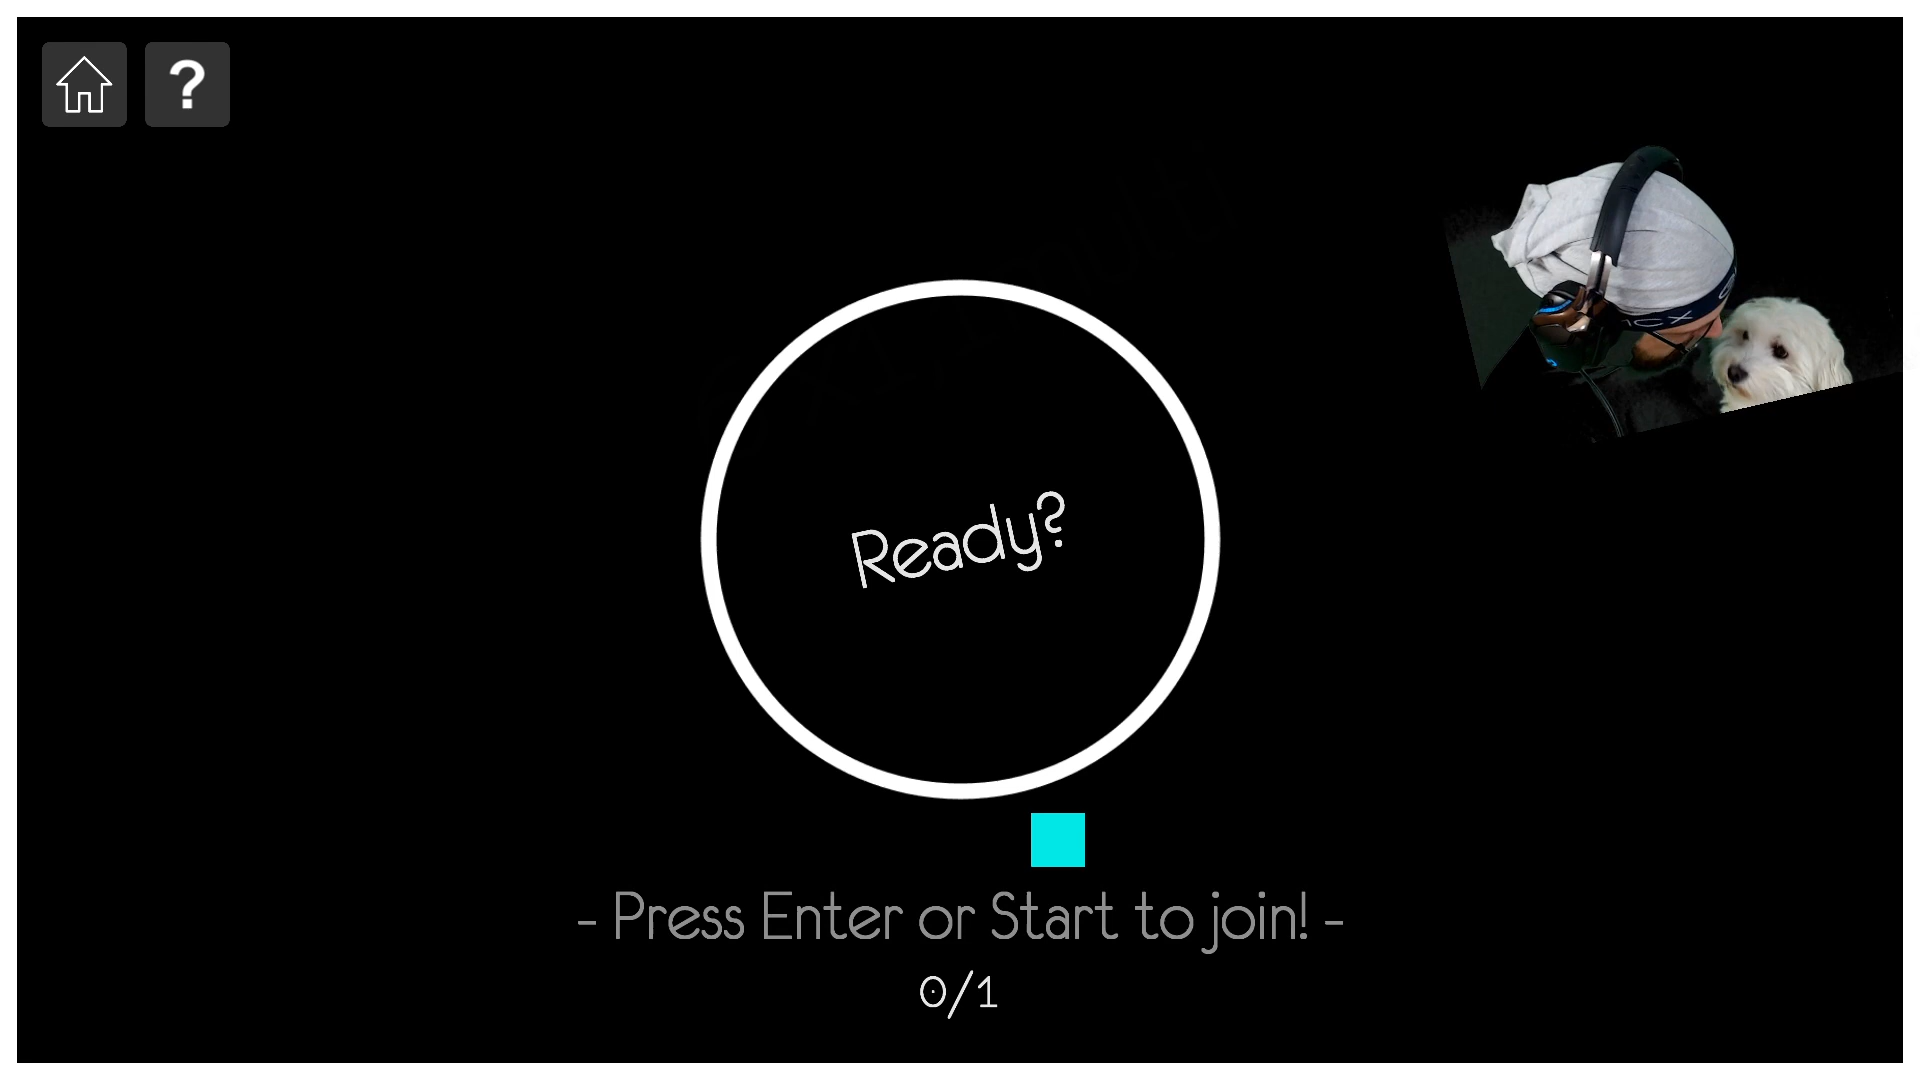 ?
Ready?
- Press Enter or Start to join! -
0/1